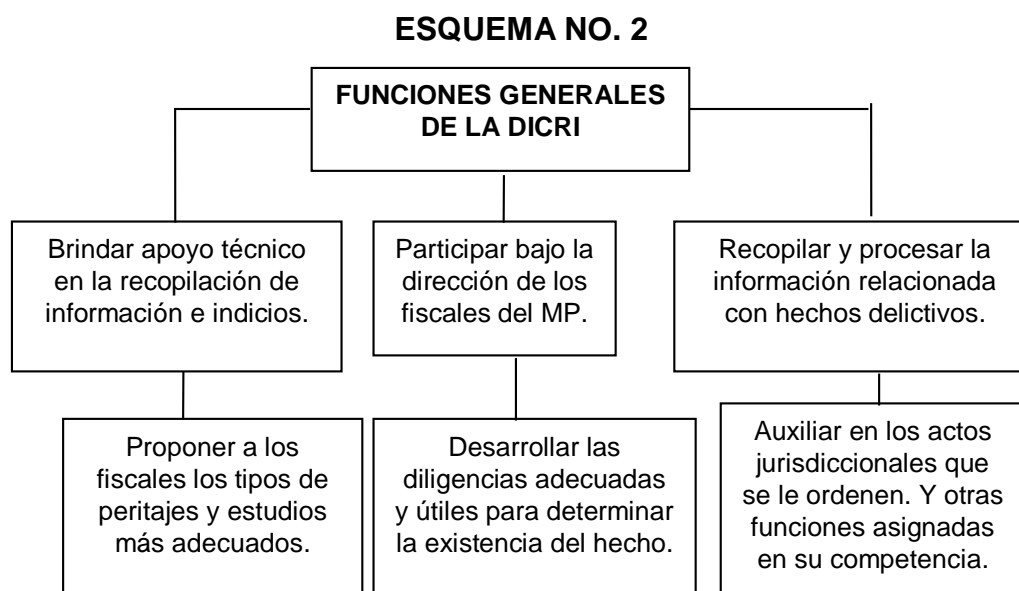 ESQUEMA NO. 2
FUNCIONES GENERALES
DE LA DICRI
Brindar apoyo técnico
en la recopilación de
información e indicios.
Participar bajo la
dirección de los
fiscales del MP.
Recopilar y procesar la
información relacionada
con hechos delictivos.
Proponer a los
fiscales los tipos de
peritajes y estudios
más adecuados.
Desarrollar las
diligencias adecuadas
y útiles para determinar
la existencia del hecho.
Auxiliar en los actos
jurisdiccionales que
se le ordenen. Y otras
funciones asignadas
en su competencia.